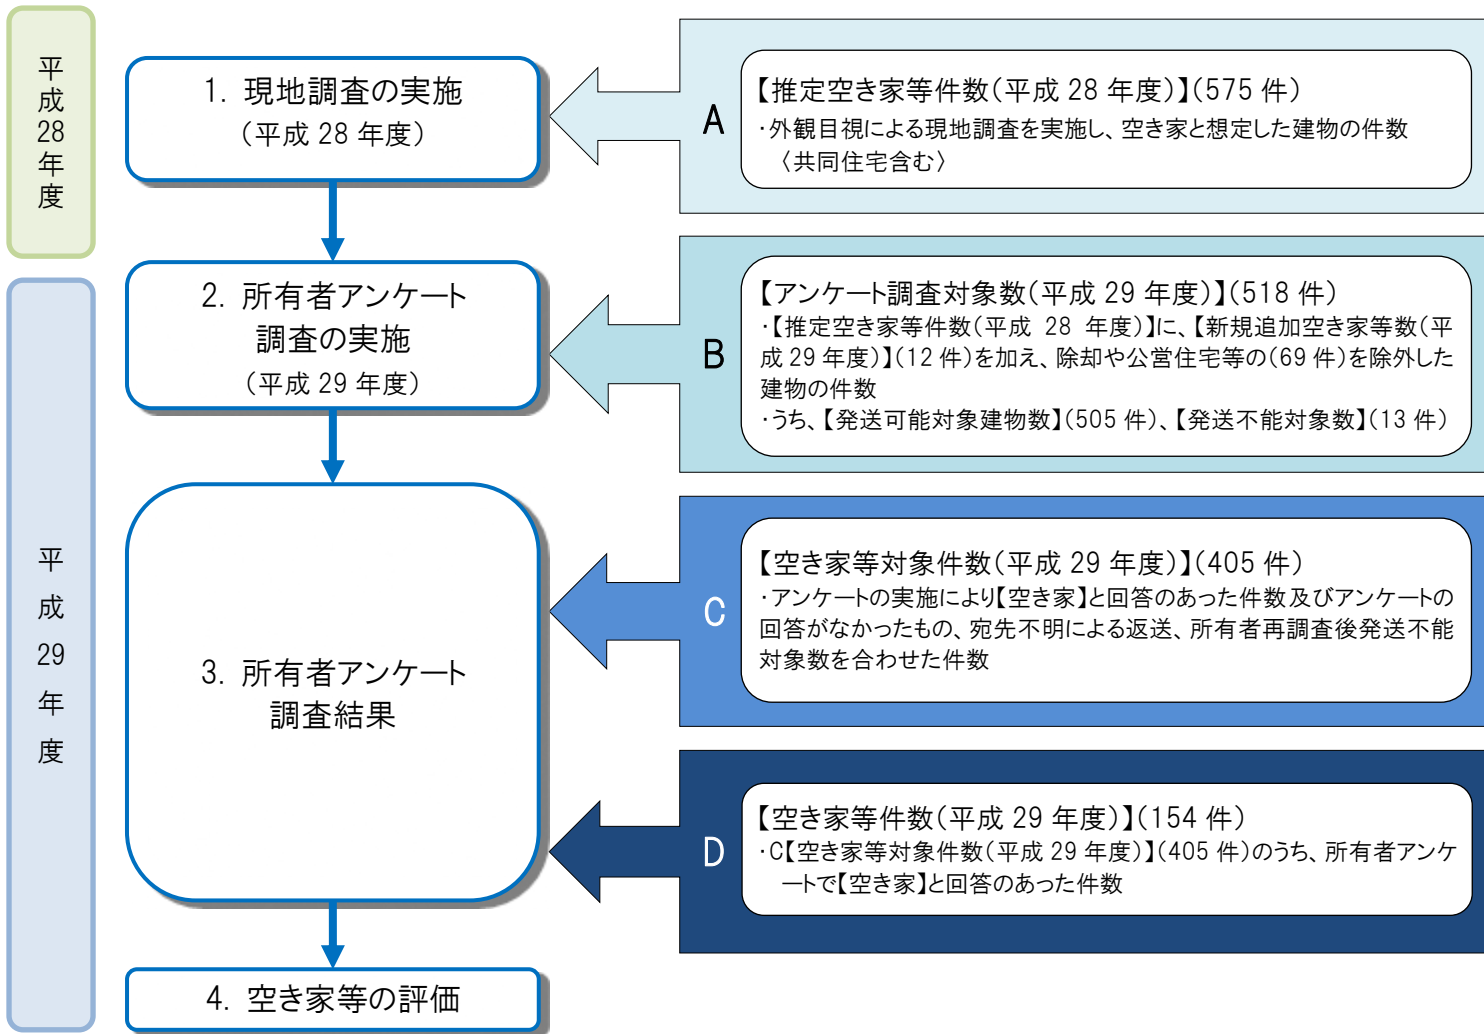 平成28年度
1. 現地調査の実施
(平成 28 年度)
A
【推定空き家等件数(平成 28 年度)】(575 件)
・外観目視による現地調査を実施し、空き家と想定した建物の件数
〈共同住宅含む〉
平成29年度
2. 所有者アンケート
調査の実施
(平成 29 年度)
B
【アンケート調査対象数(平成 29 年度)】(518 件)
・【推定空き家等件数(平成 28 年度)】に、【新規追加空き家等数(平
成 29 年度)】(12 件)を加え、除却や公営住宅等の(69 件)を除外した
建物の件数
・うち、【発送可能対象建物数】(505 件)、【発送不能対象数】(13 件)
3. 所有者アンケート
調査結果
C
【空き家等対象件数(平成 29 年度)】(405 件)
・アンケートの実施により【空き家】と回答のあった件数及びアンケートの
回答がなかったもの、宛先不明による返送、所有者再調査後発送不能
対象数を合わせた件数
D
【空き家等件数(平成 29 年度)】(154 件)
・C【空き家等対象件数(平成 29 年度)】(405 件)のうち、所有者アンケ
ートで【空き家】と回答のあった件数
4. 空き家等の評価